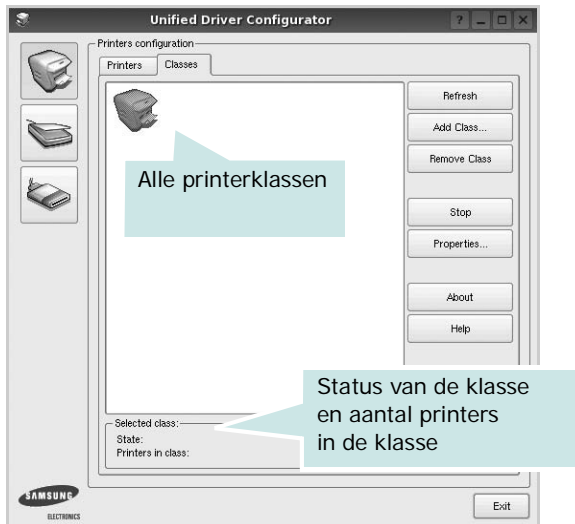 Unified Driver Configurator
? _ □ X
Printers configuration
Printers Classes
Refresh
Add Class...
Remove Class
Alle printerklassen
Stop
Properties...
About
Help
Status van de klasse
en aantal printers
in de klasse
Selected class:
State:
Printers in class:
SAMSUNG
ELECTRONICS
Exit